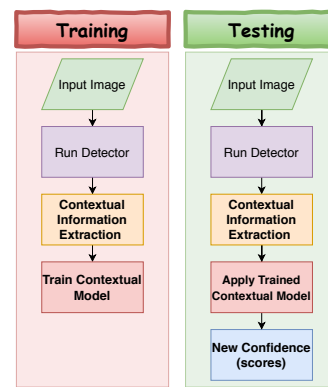 Training
Input Image
Run Detector
Contextual
Information
Extraction
Train Contextual
Model
Testing
Input Image
Run Detector
Contextual
Information
Extraction
Apply Trained
Contextual Model
New Confidence
(scores)